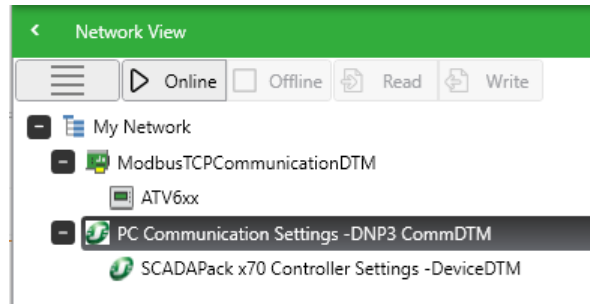 Network View
Online Offline Read Write
My Network
ModbusTCPCommunicationDTM
ATV6xx
PC Communication Settings -DNP3 CommDTM
SCADAPack x70 Controller Settings -DeviceDTM